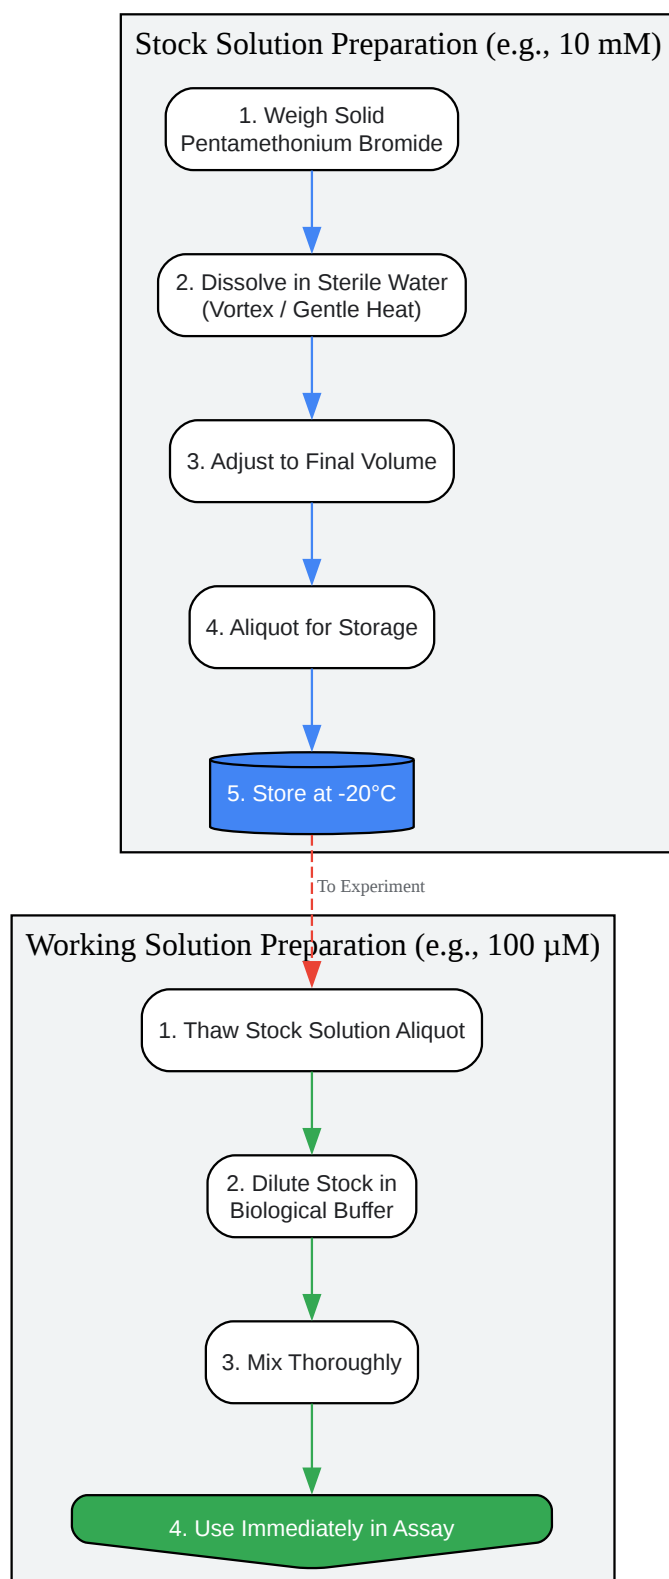 Stock Solution Preparation (e.g., 10 mM)
1. Weigh Solid
Pentamethonium Bromide
2. Dissolve in Sterile Water
(Vortex / Gentle Heat)
3. Adjust to Final Volume
4. Aliquot for Storage
5. Store at -20°C
To Experiment
Working Solution Preparation (e.g., 100 µM)
1. Thaw Stock Solution Aliquot
2. Dilute Stock in
Biological Buffer
3. Mix Thoroughly
4. Use Immediately in Assay